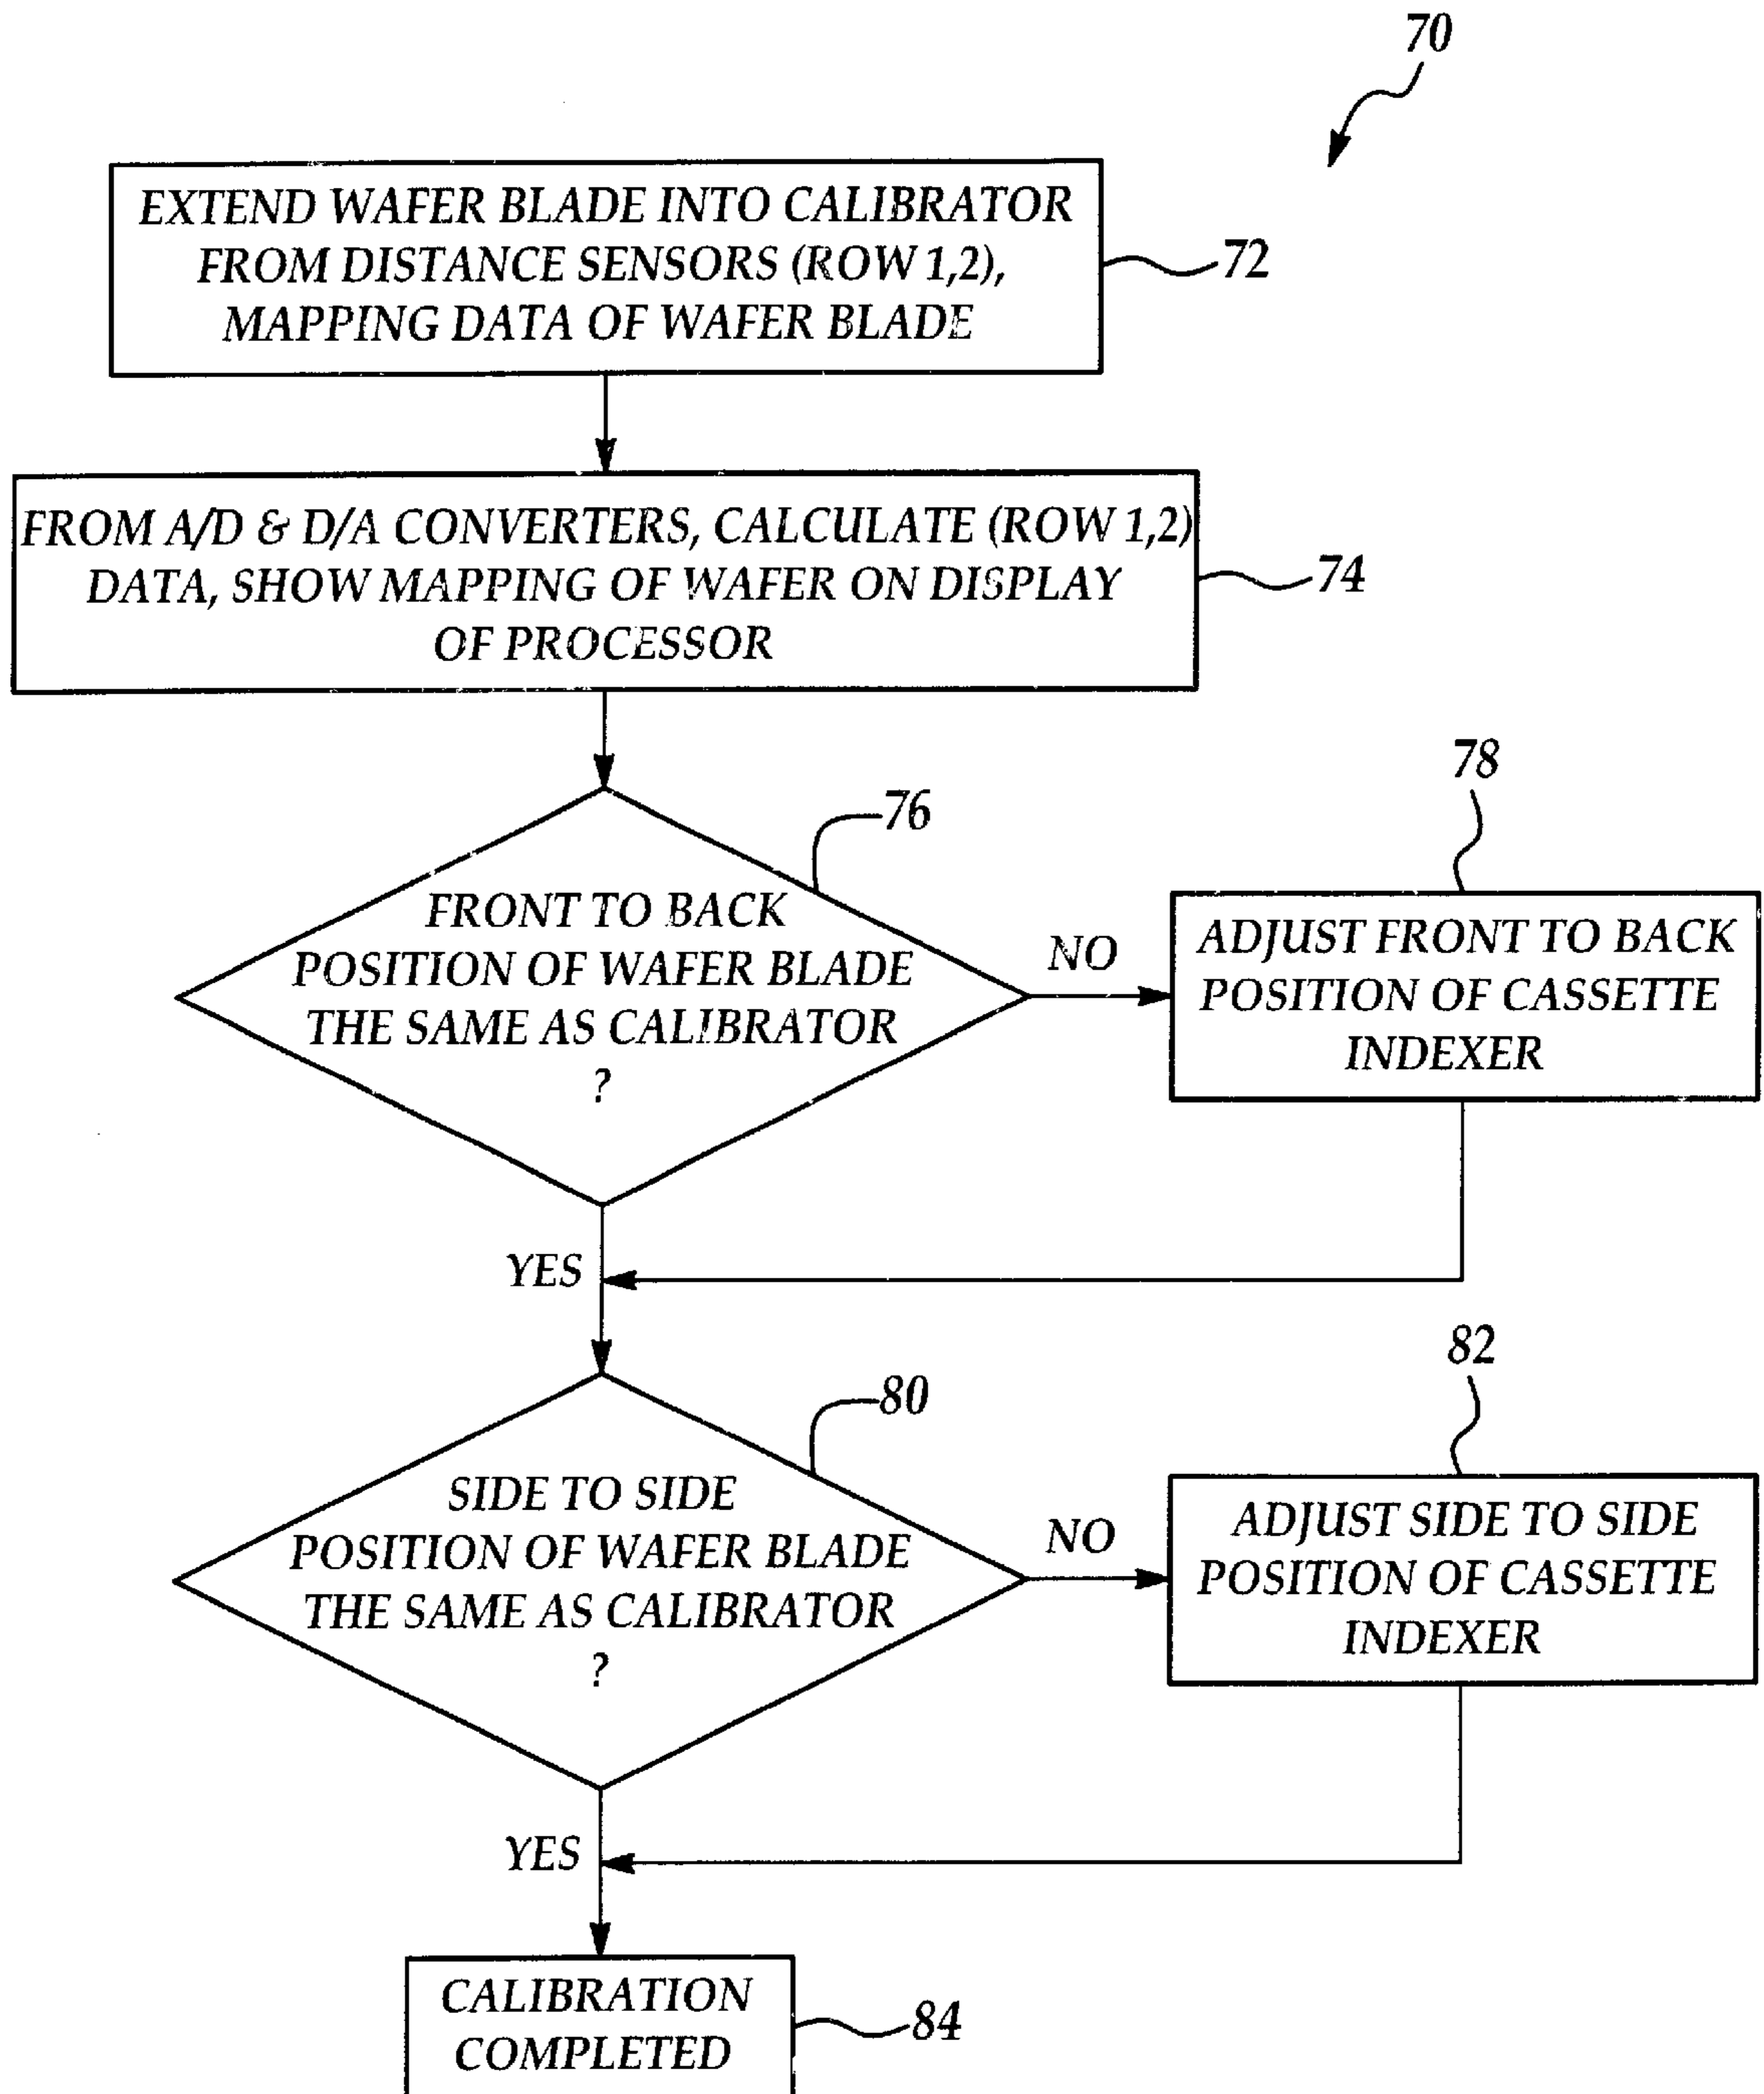 70
EXTEND WAFER BLADE INTO CALIBRATOR
FROM DISTANCE SENSORS (ROW 1,2),
MAPPING DATA OF WAFER BLADE
72
FROM A/D & D/A CONVERTERS, CALCULATE (ROW 1,2)
DATA, SHOW MAPPING OF WAFER ON DISPLAY
OF PROCESSOR
74
76
FRONT TO BACK
POSITION OF WAFER BLADE
THE SAME AS CALIBRATOR
?
NO
78
ADJUST FRONT TO BACK
POSITION OF CASSETTE
INDEXER
YES
80
SIDE TO SIDE
POSITION OF WAFER BLADE
THE SAME AS CALIBRATOR
?
NO
82
ADJUST SIDE TO SIDE
POSITION OF CASSETTE
INDEXER
YES
CALIBRATION
COMPLETED
84